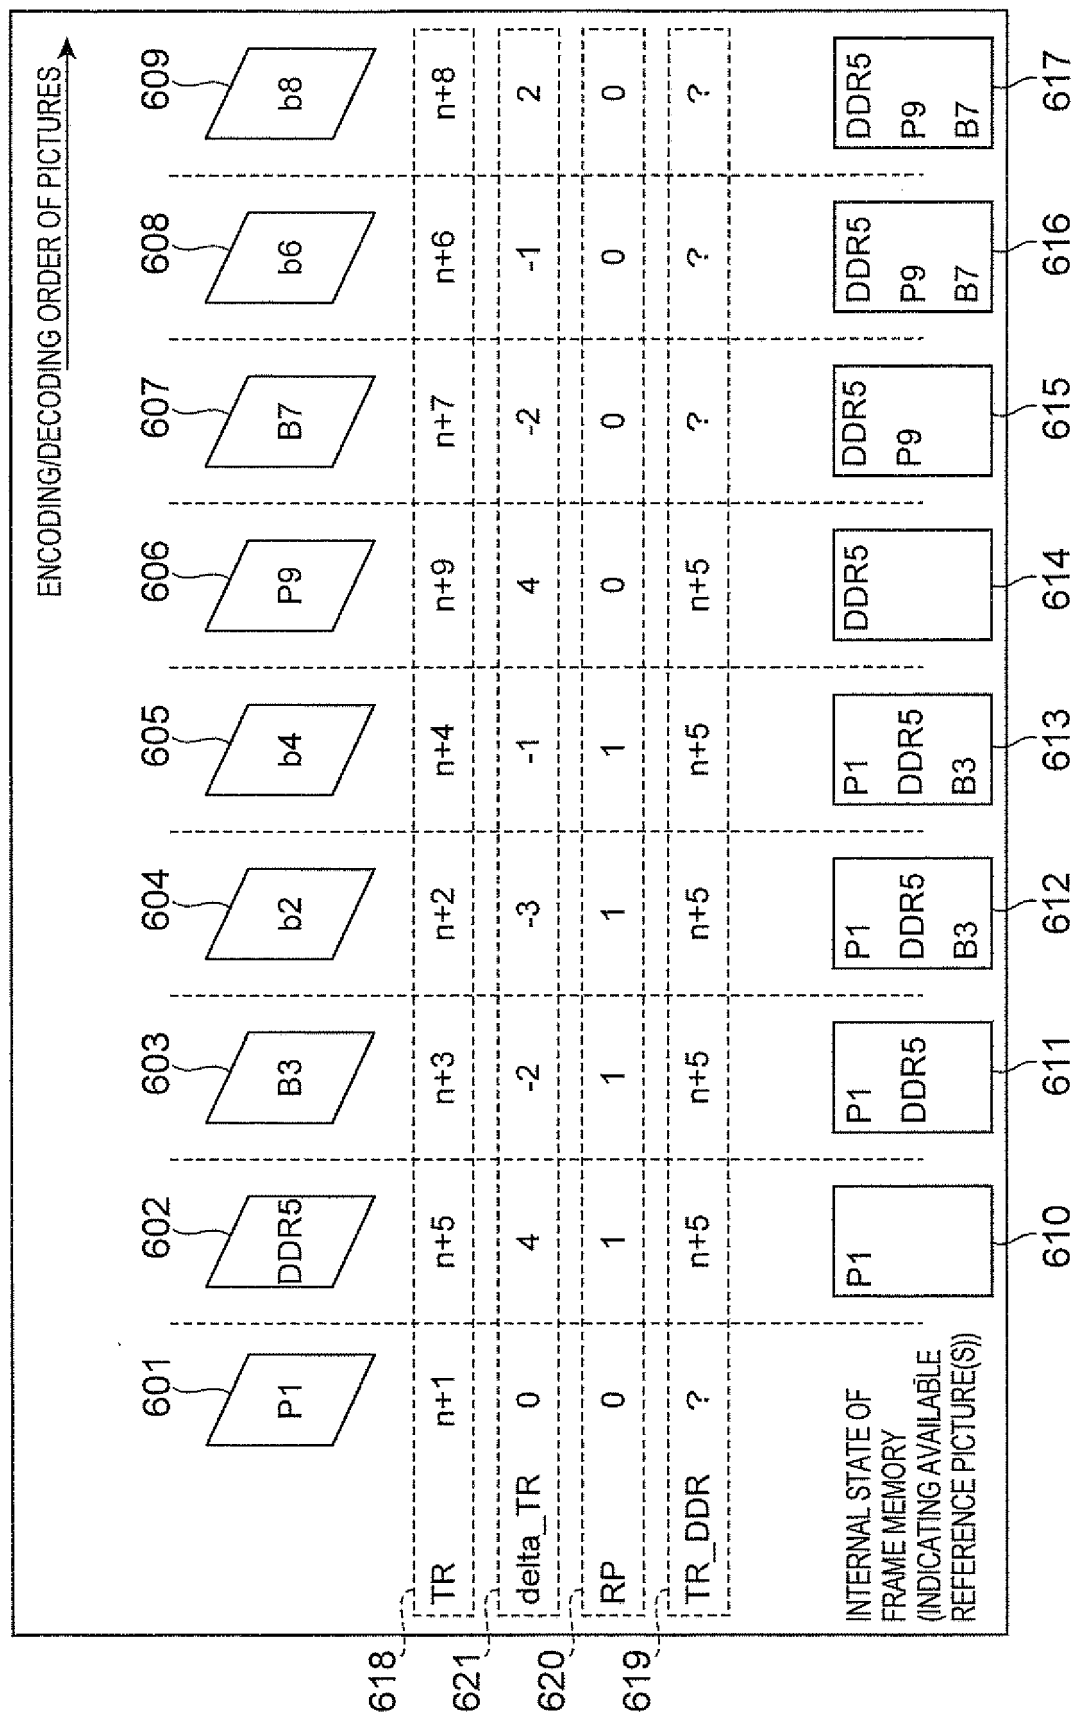 ENCODING/DECODING ORDER OF PICTURES
601 602 603 604 605 606 607 608 609
P1 DDR5 B3 b2 b4 P9 B7 b6 b8
618 TR n+1 n+5 n+3 n+2 n+4 n+9 n+7 n+6 n+8
621 delta_TR 0 4 -2 -3 -1 4 -2 -1 2
620 RP 0 1 1 1 1 0 0 0 0
619 TR_DDR ? n+5 n+5 n+5 n+5 n+5 ? ? ?
INTERNAL STATE OF
FRAME MEMORY
(INDICATING AVAILABLE
REFERENCE PICTURE(S))
P1
P1
DDR5
P1
DDR5
B3
P1
DDR5
B3
DDR5
DDR5
P9
DDR5
P9
B7
DDR5
P9
B7
610 611 612 613 614 615 616 617